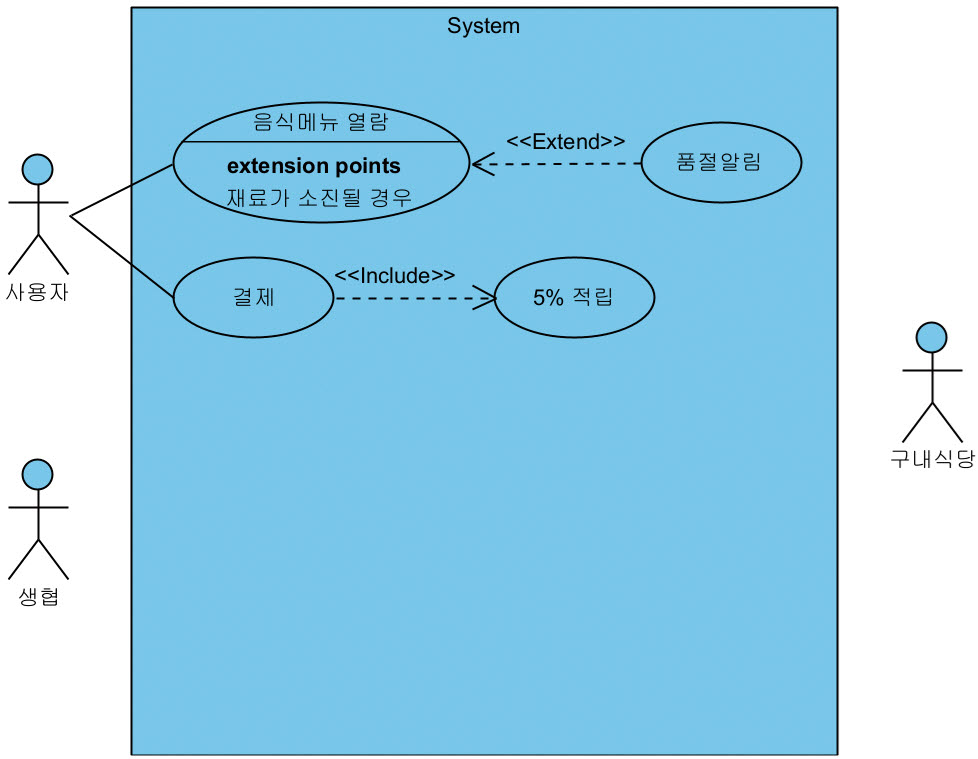 System
음식메뉴 열람
extension points
재료가 소진될 경우
<<Extend>>
품절알림
사용자
결제
<<Include>>
5% 적립
구내식당
생협